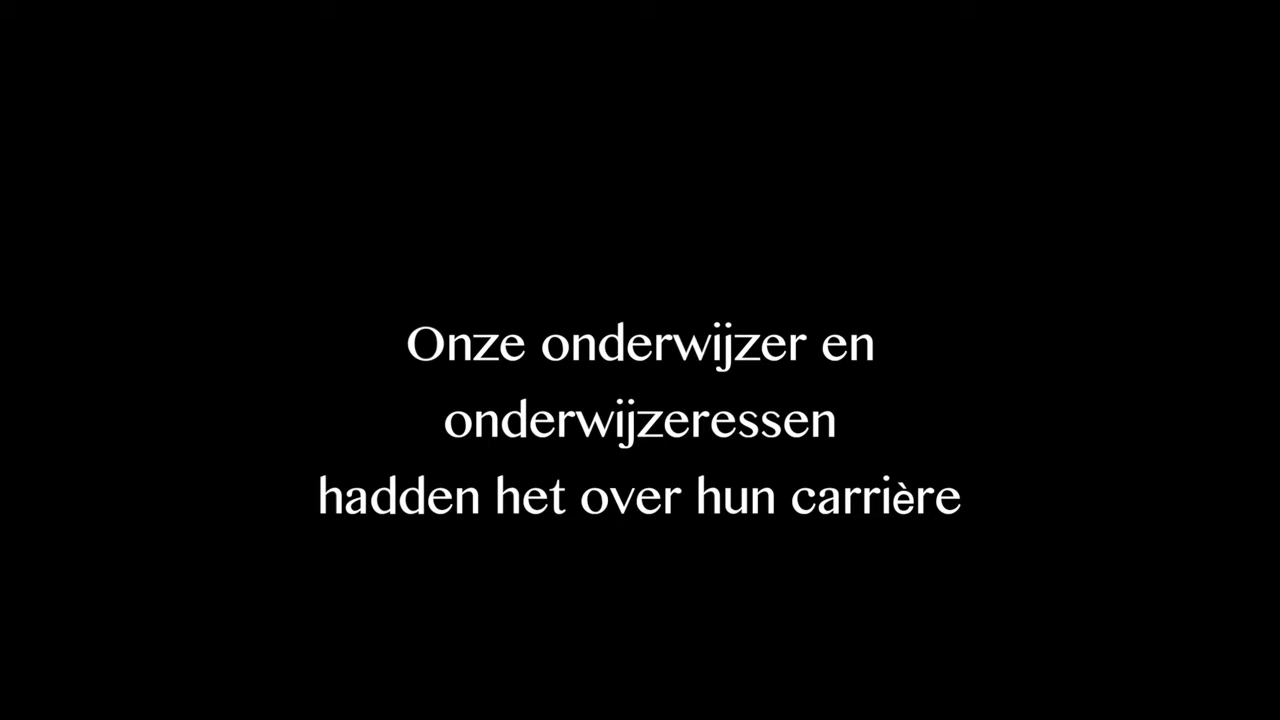 Onze onderwijzer en
onderwijzeressen
hadden het over hun carrière